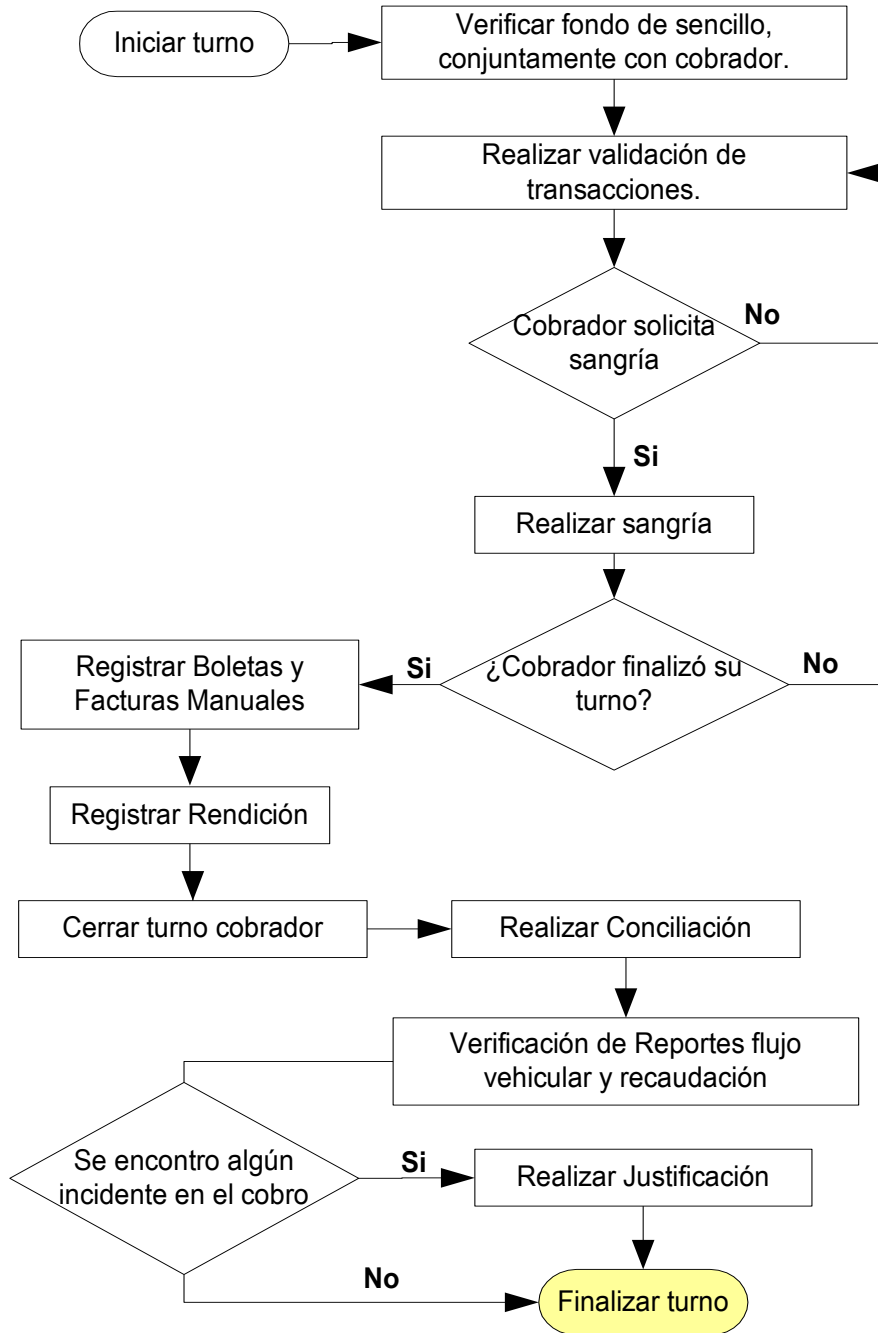 Iniciar turno
Verificar fondo de sencillo,
conjuntamente con cobrador.
Realizar validación de
transacciones.
Cobrador solicita
sangría
No
Si
Realizar sangría
¿Cobrador finalizó su
turno?
No
Si
Registrar Boletas y
Facturas Manuales
Registrar Rendición
Cerrar turno cobrador
Realizar Conciliación
Verificación de Reportes flujo
vehicular y recaudación
Se encontro algún
incidente en el cobro
Si
Realizar Justificación
No
Finalizar turno